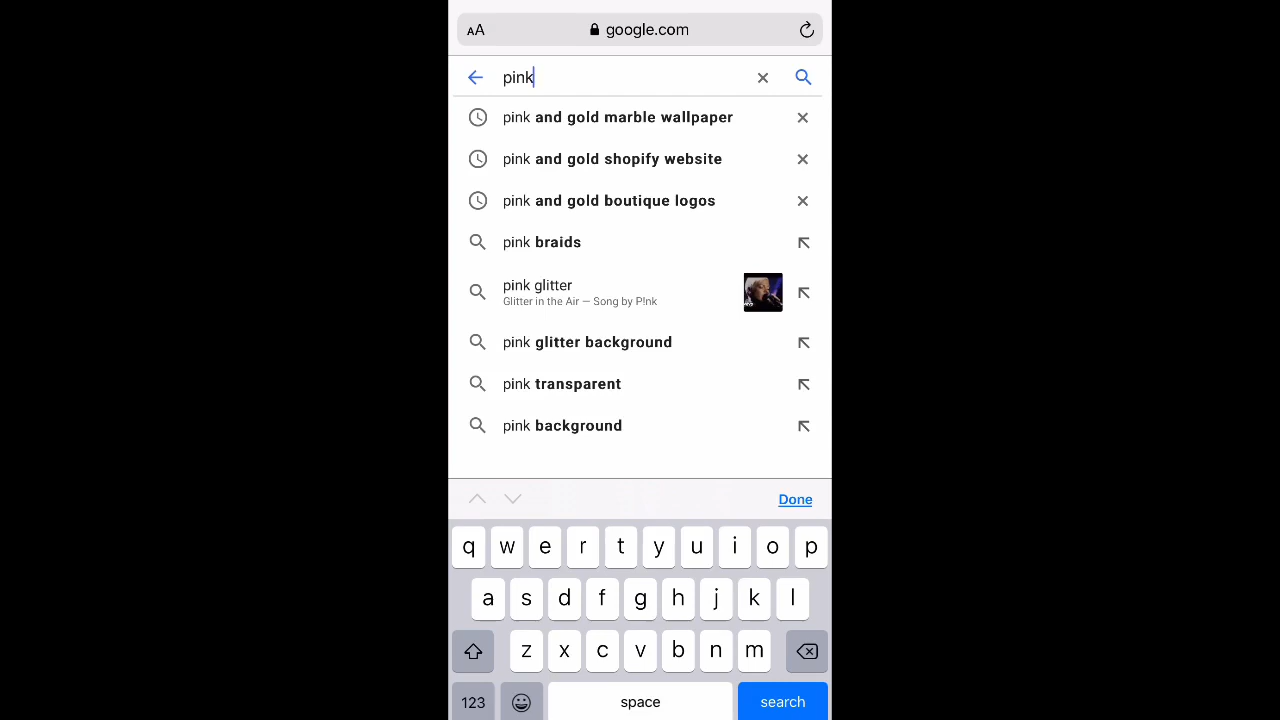 AA google.com
pink
pink and gold marble wallpaper
pink and gold shopify website
pink and gold boutique logos
pink braids
pink glitter
Glitter in the Air — Song by P!nk
pink glitter background
pink transparent
pink background
Done
q w e r t y u i o p
a s d f g h j k l
z x c v b n m
123 space search